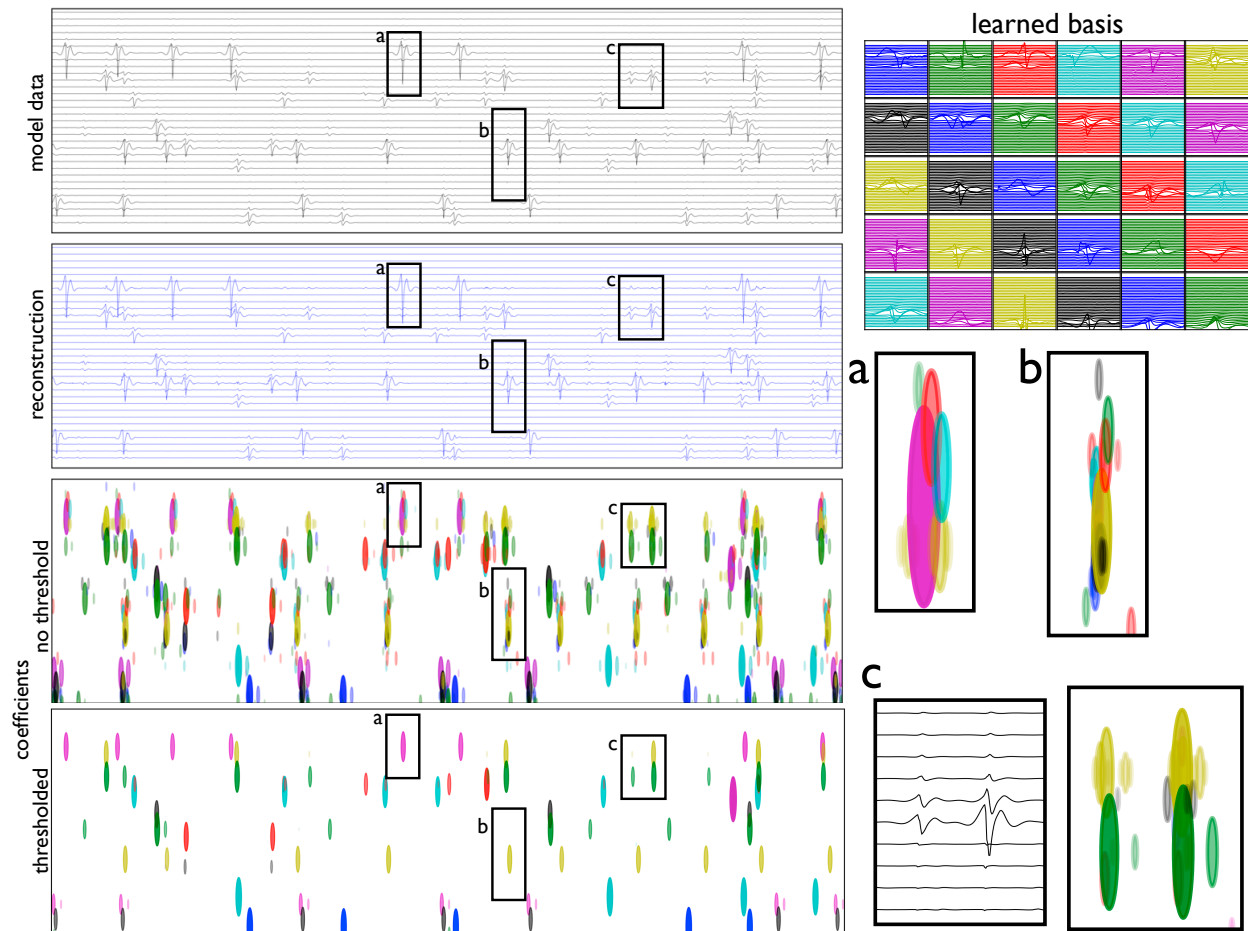 learned basis
model data
a
b
c
reconstruction
a
b
c
coefficients
no threshold
a
b
c
thresholded
a
b
c
a
b
c